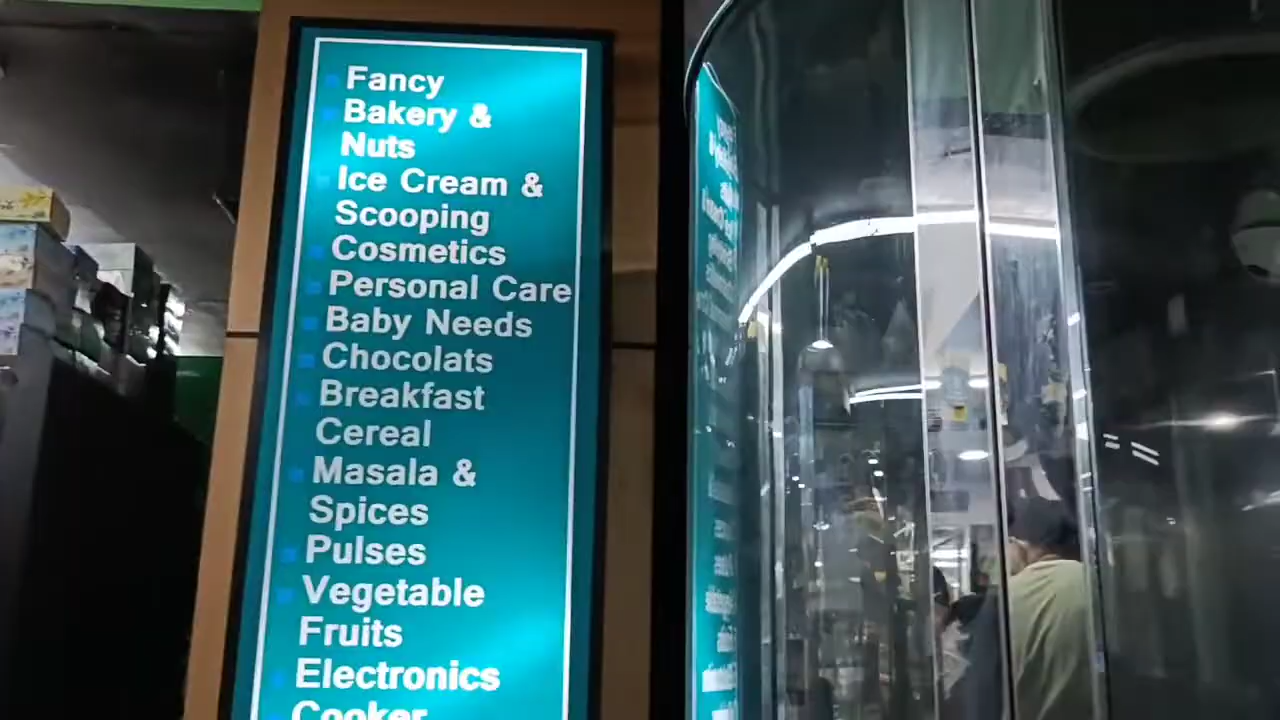 Fancy
Bakery &
Nuts
Ice Cream &
Scooping
Cosmetics
Personal Care
Baby Needs
Chocolats
Breakfast
Cereal
Masala &
Spices
Pulses
Vegetable
Fruits
Electronics
Cooker